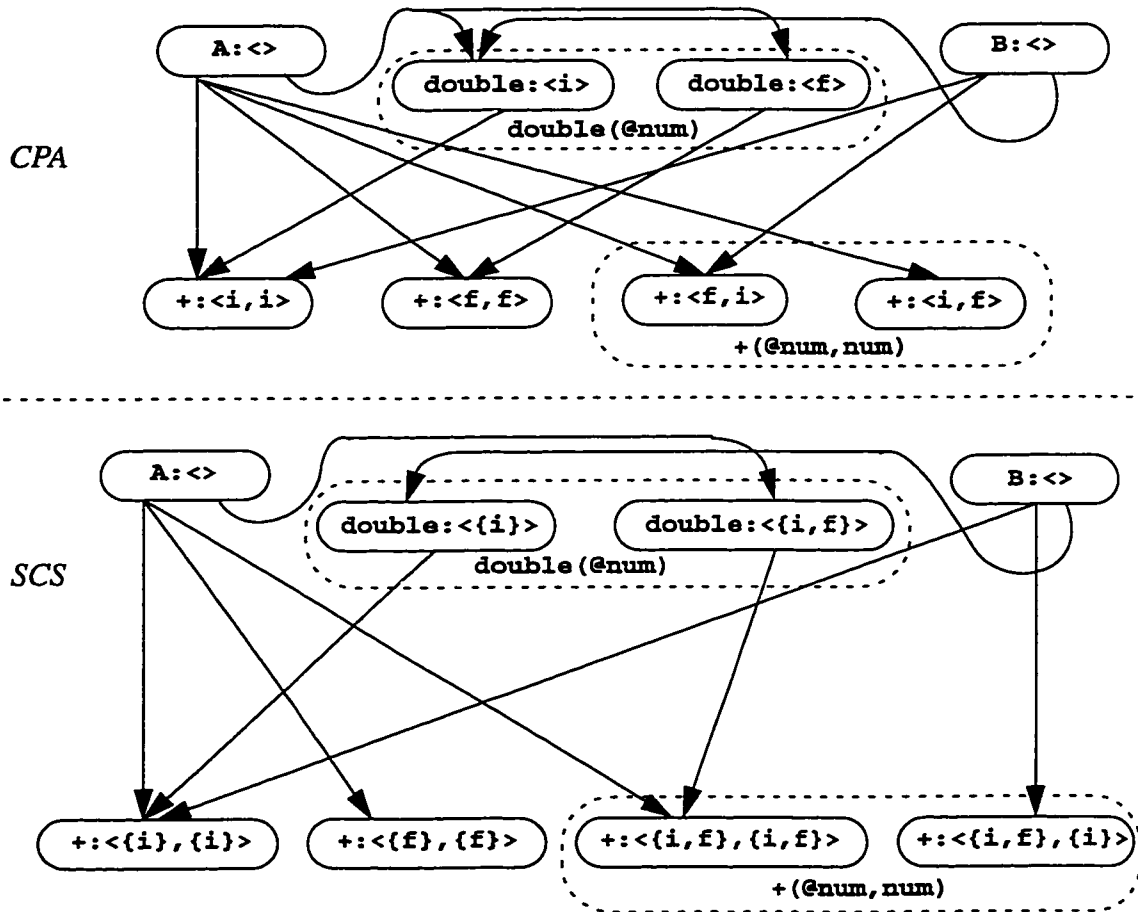 A:<> B:<>
double:<i> double:<f>
double(@num)
CPA
+:<i,i> +:<f,f> +:<f,i> +:<i,f>
+(@num,num)
A:<> B:<>
double:<{i}> double:<{i,f}>
double(@num)
SCS
+:<{i},{i}> +:<{f},{f}> +:<{i,f},{i,f}> +:<{i,f},{i}>
+(@num,num)